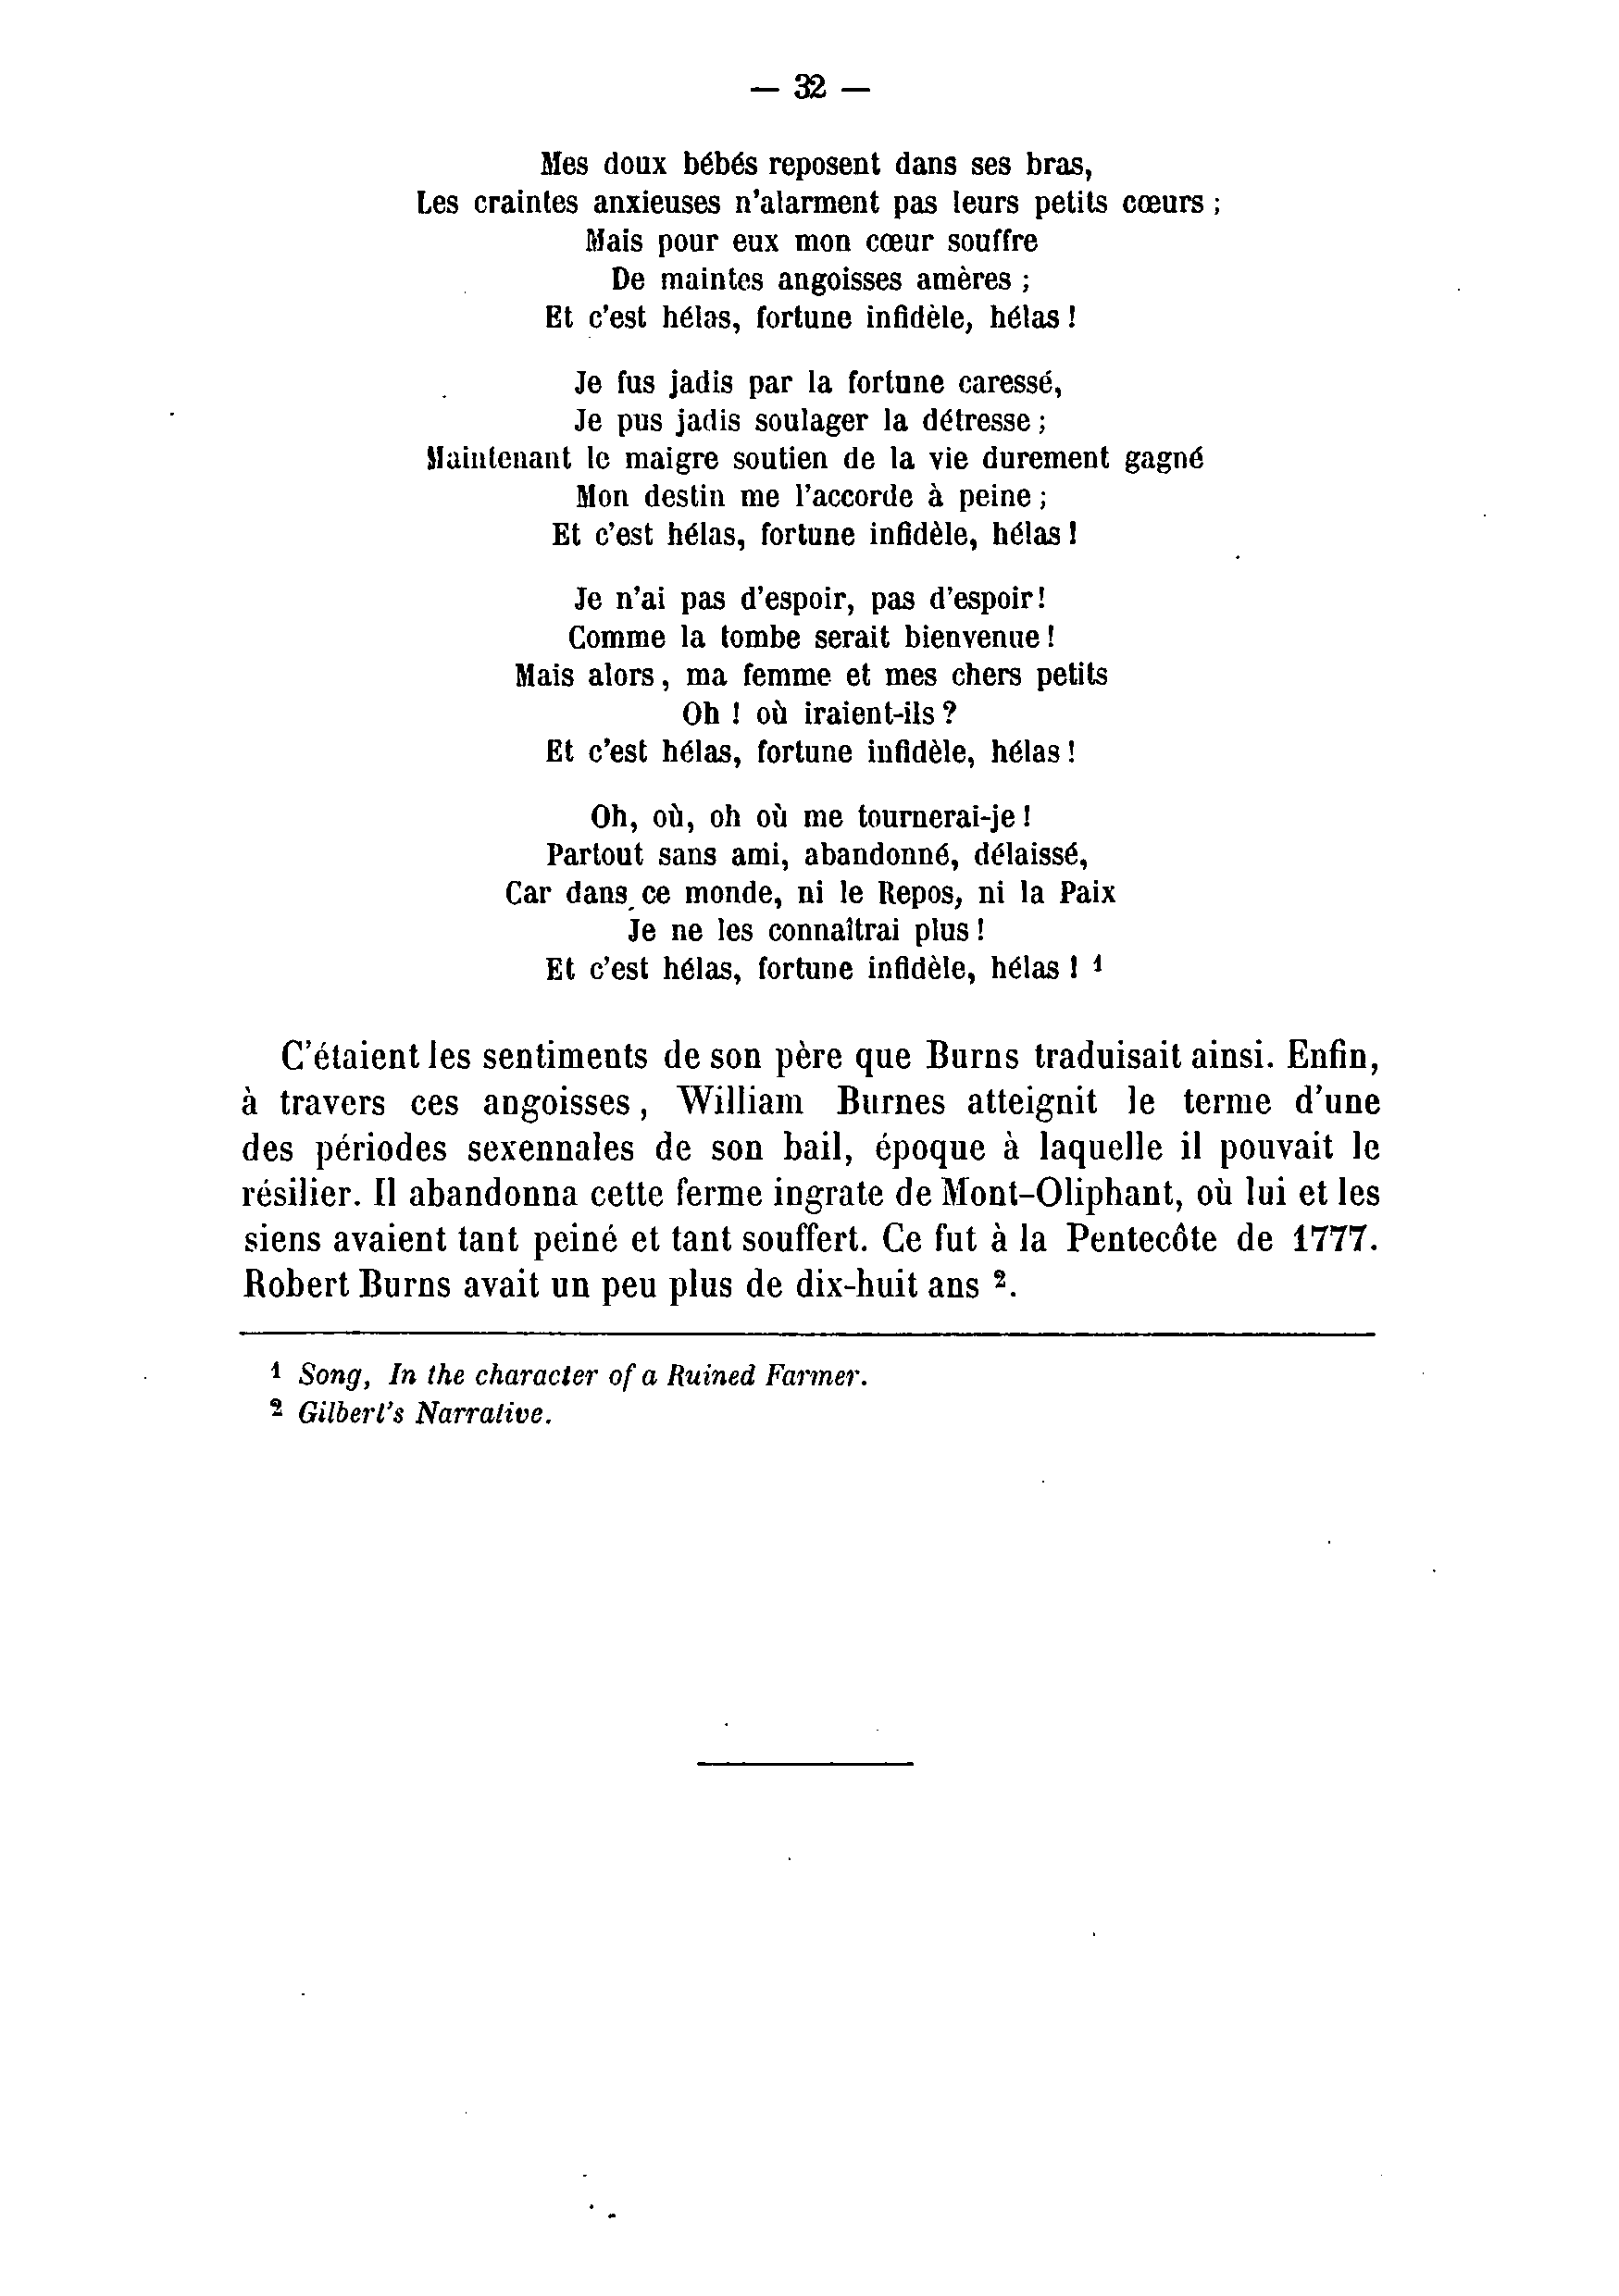 — 32 —
Mes doux bébés reposent dans ses bras,
Les craintes anxieuses n'alarment pas leurs petits cœurs ;
Mais pour eux mon cœur souffre
De maintes angoisses amères ;
Et c'est hélas, fortune infidèle, hélas !
Je fus jadis par la fortune caressé,
Je pus jadis soulager la détresse ;
Maintenant le maigre soutien de la vie durement gagné
Mon destin me l'accorde à peine ;
Et c'est hélas, fortune infidèle, hélas !
Je n'ai pas d'espoir, pas d'espoir!
Comme la tombe serait bienvenue !
Mais alors, ma femme et mes chers petits
Oh ! où iraient-ils ?
Et c'est hélas, fortune infidèle, hélas !
Oh, où, oh où me tournerai-je !
Partout sans ami, abandonné, délaissé,
Car dans ce monde, ni le Repos, ni la Paix
Je ne les connaîtrai plus !
Et c'est hélas, fortune infidèle, hélas ! 1
C'étaient les sentiments de son père que Burns traduisait ainsi. Enfin,
à travers ces angoisses, William Burnes atteignit le terme d'une
des périodes sexennales de son bail, époque à laquelle il pouvait le
résilier. Il abandonna cette ferme ingrate de Mont-Oliphant, où lui et les
siens avaient tant peiné et tant souffert. Ce fut à la Pentecôte de 1777.
Robert Burns avait un peu plus de dix-huit ans 2.
1 Song, In the character of a Ruined Farmer.
2 Gilbert's Narrative.